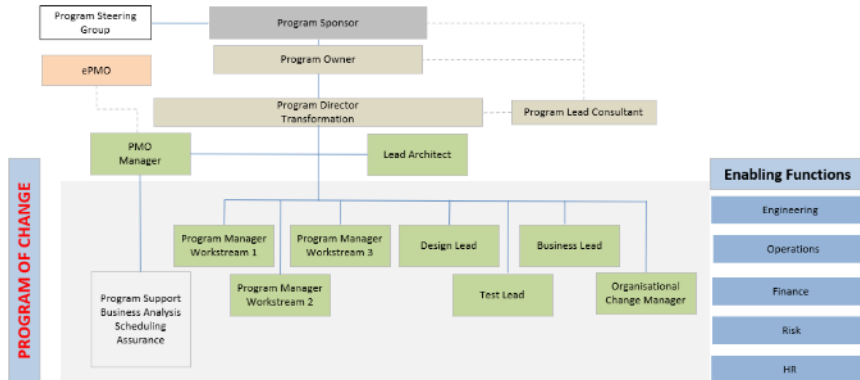 Program Steering
Group
Program Sponsor
Program Owner
ePMO
Program Director
Transformation
Program Lead Consultant
PMO
Manager
Lead Architect
Enabling Functions
PROGRAM OF CHANGE
Engineering
Program Manager
Workstream 1
Program Manager
Workstream 3
Design Lead
Business Lead
Operations
Program Manager
Workstream 2
Test Lead
Organisational
Change Manager
Program Support
Business Analysis
Scheduling
Assurance
Finance
Risk
HR